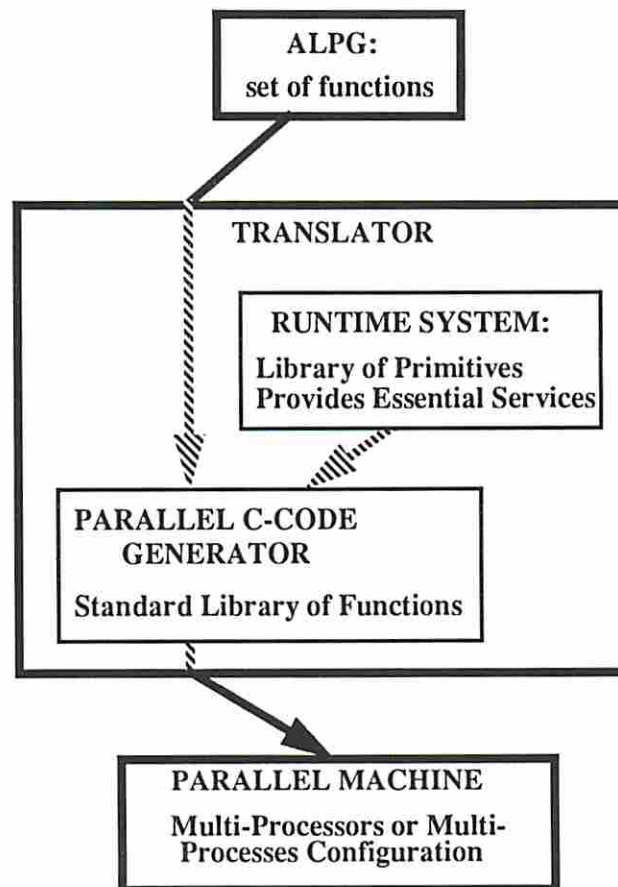 ALPG:
set of functions
TRANSLATOR
RUNTIME SYSTEM:
Library of Primitives
Provides Essential Services
PARALLEL C-CODE
GENERATOR
Standard Library of Functions
PARALLEL MACHINE
Multi-Processors or Multi-
Processes Configuration